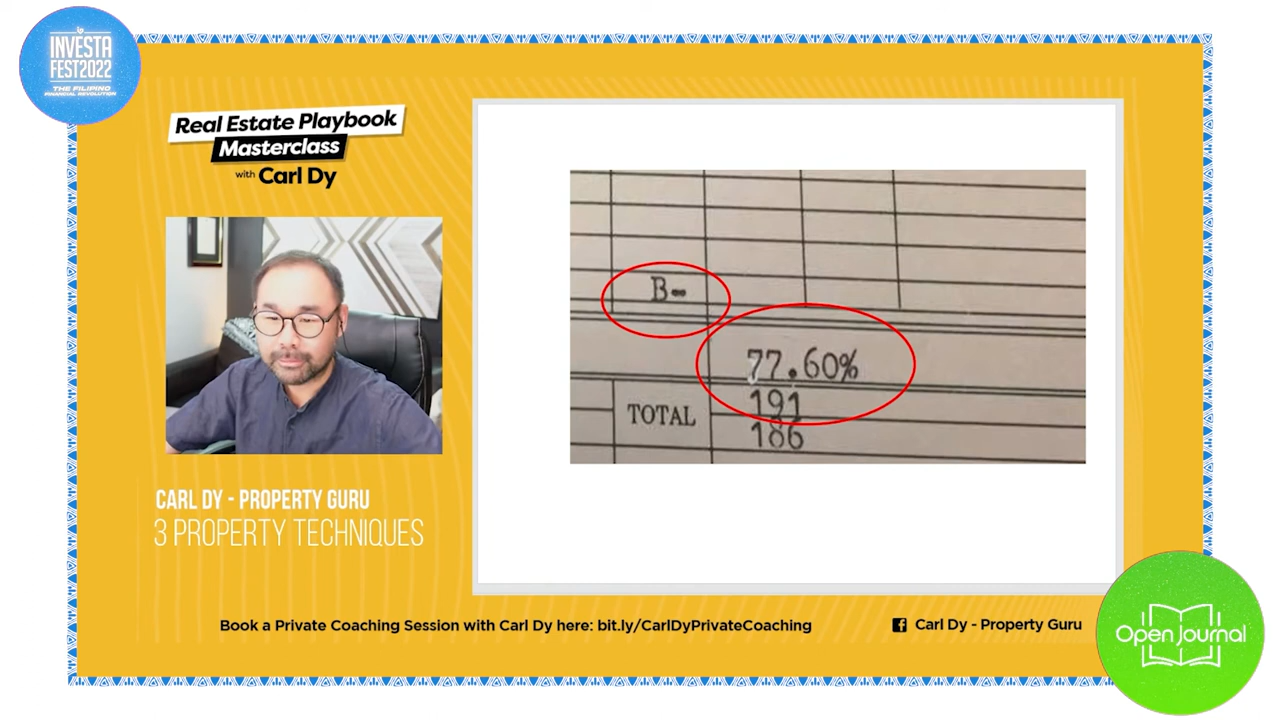 INVESTA
FEST2022
THE FILIPINO
FINANCIAL REVOLUTION
Real Estate Playbook
Masterclass
with Carl Dy
CARL DY - PROPERTY GURU
3 PROPERTY TECHNIQUES
B-
77.60%
191
TOTAL
186
Book a Private Coaching Session with Carl Dy here: bit.ly/CarlDyPrivateCoaching
Carl Dy - Property Guru
Open Journal